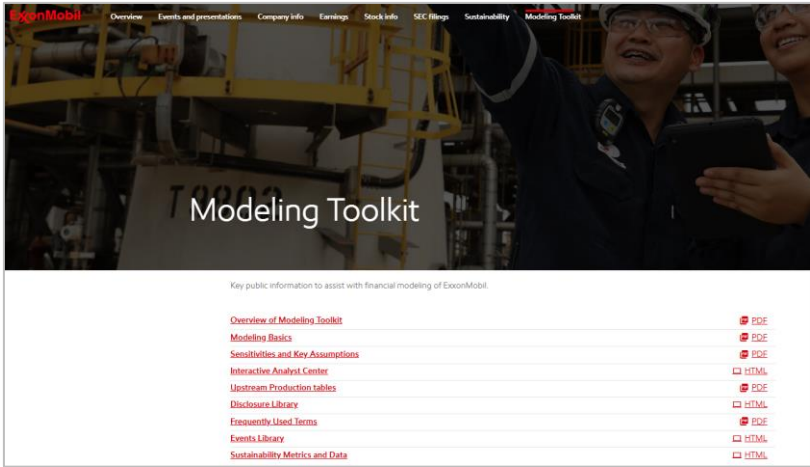 ExxonMobil Overview Events and presentations Company info Earnings Stock info SEC filings Sustainability Modeling Toolkit
Modeling Toolkit
Key public information to assist with financial modeling of ExxonMobil.
Overview of Modeling Toolkit PDF
Modeling Basics PDF
Sensitivities and Key Assumptions PDF
Interactive Analyst Center HTML
Upstream Production tables PDF
Disclosure Library HTML
Frequently Used Terms PDF
Events Library HTML
Sustainability Metrics and Data HTML